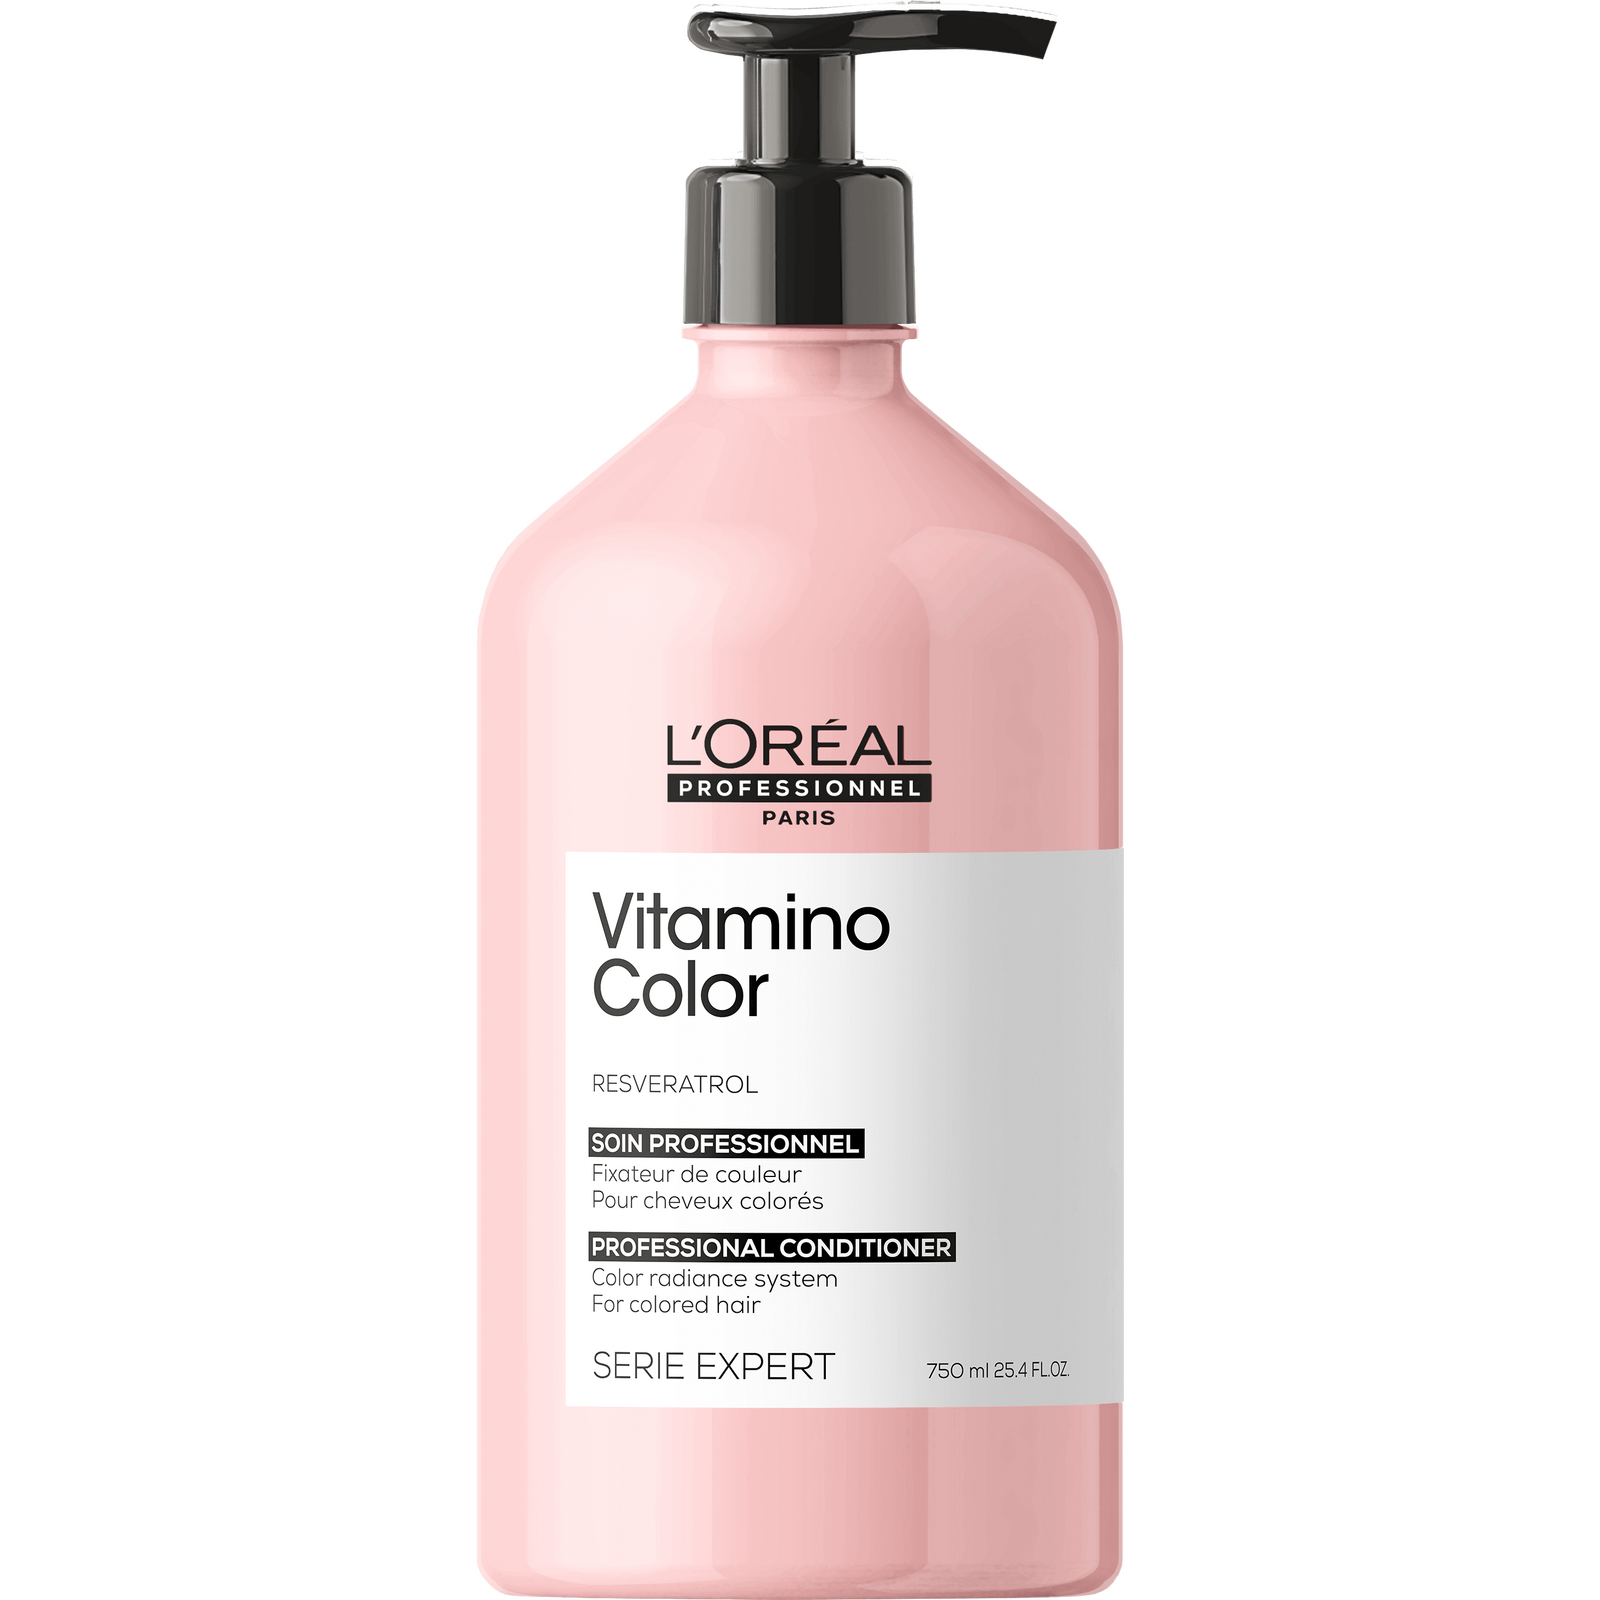 L'ORÉAL
PROFESSIONNEL
PARIS
Vitamino
Color
RESVERATROL
SOIN PROFESSIONNEL
Fixateur de couleur
Pour cheveux colorés
PROFESSIONAL CONDITIONER
Color radiance system
For colored hair
SERIE EXPERT
750 ml 25.4 FL.OZ.